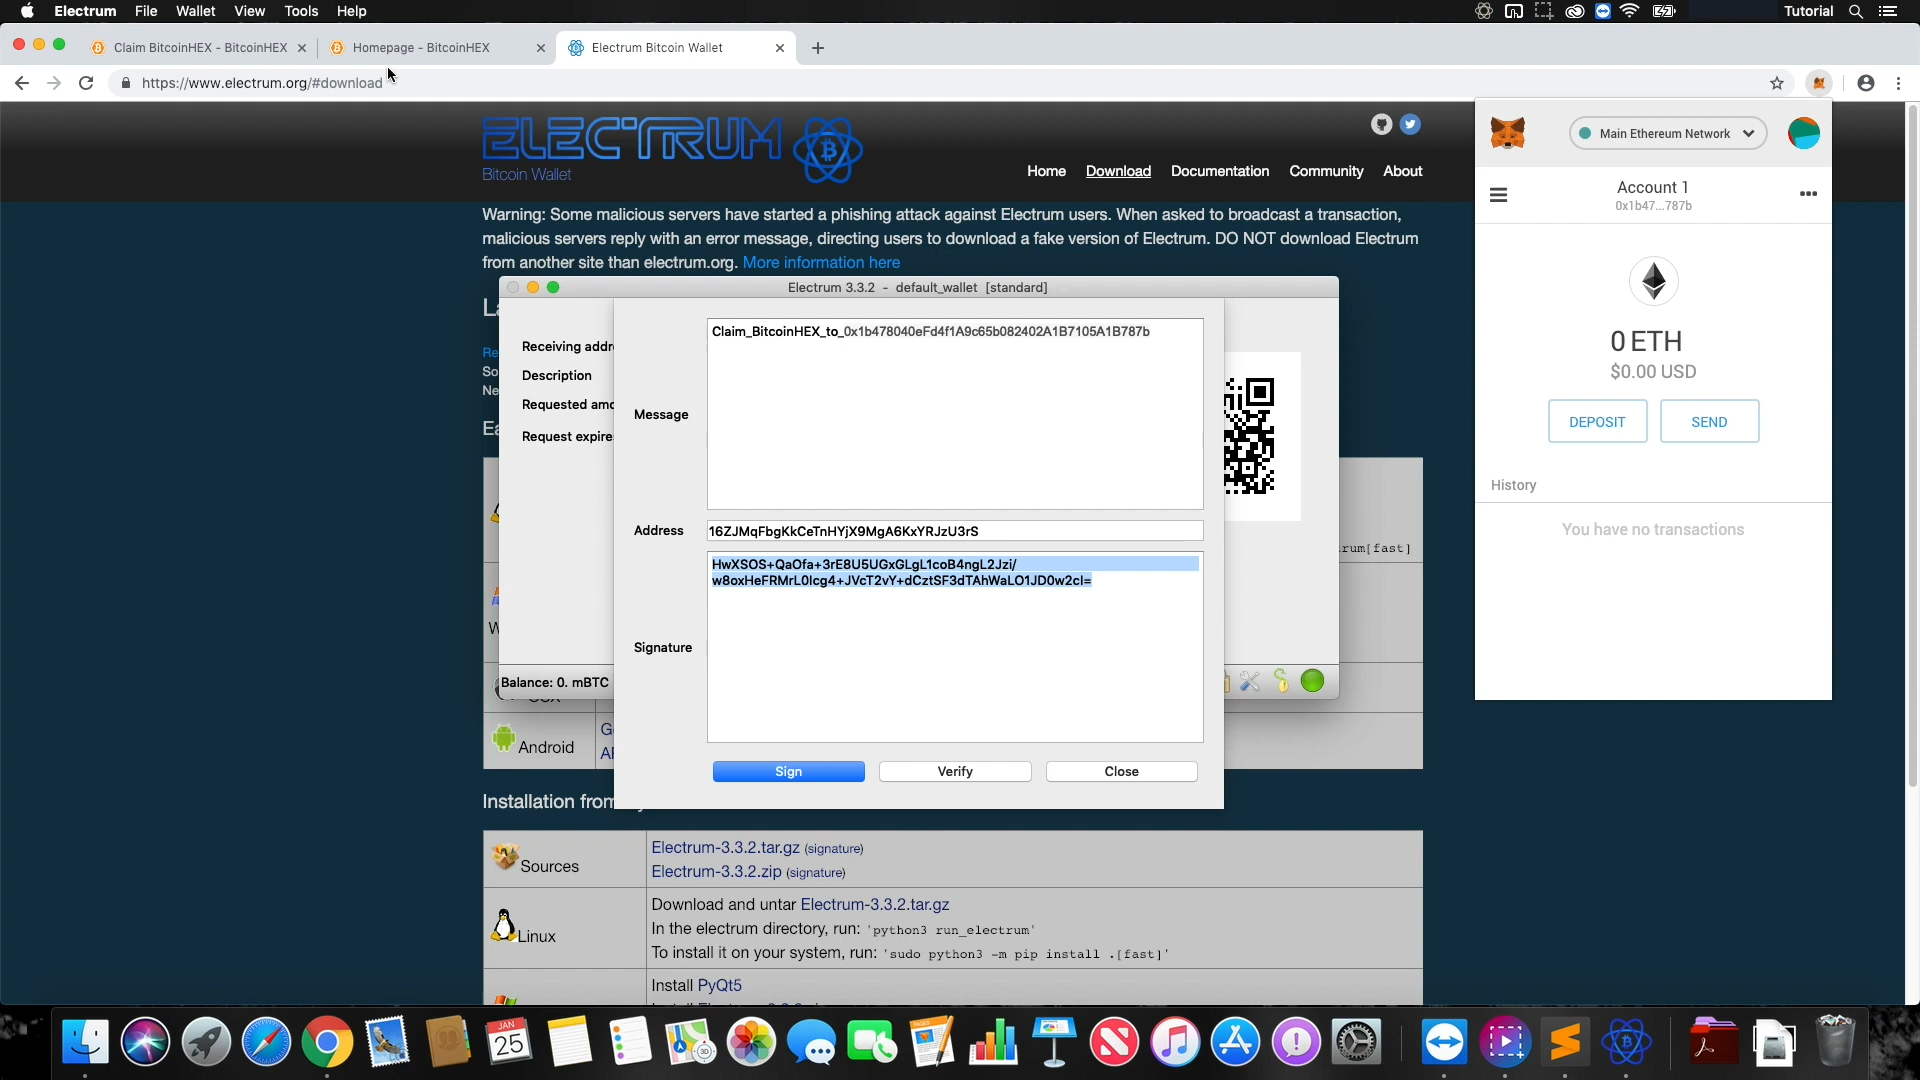 Electrum File Wallet View Tools Help Tutorial
Claim BitcoinHEX - BitcoinHEX Homepage - BitcoinHEX Electrum Bitcoin Wallet
https://www.electrum.org/#download
ELECTRUM
Bitcoin Wallet
Home Download Documentation Community About
Warning: Some malicious servers have started a phishing attack against Electrum users. When asked to broadcast a transaction,
malicious servers reply with an error message, directing users to download a fake version of Electrum. DO NOT download Electrum
from another site than electrum.org. More information here
Electrum 3.3.2 - default_wallet [standard]
Receiving addr
Description
Requested amo
Request expire
Claim_BitcoinHEX_to_0x1b478040eFd4f1A9c65b082402A1B7105A1B787b
Message
Address 16ZJMqFbgKkCeTnHYjX9MgA6KxYRJzU3rS
HwXSOS+QaOfa+3rE8U5UGxGLgL1coB4ngL2Jzi/
w8oxHeFRMrL0Icg4+JVcT2vY+dCztSF3dTAhWaLO1JD0w2cI=
Signature
Balance: 0. mBTC
Sign Verify Close
rum[fast]
Android
Installation from
Sources
Electrum-3.3.2.tar.gz (signature)
Electrum-3.3.2.zip (signature)
Linux
Download and untar Electrum-3.3.2.tar.gz
In the electrum directory, run: 'python3 run_electrum'
To install it on your system, run: 'sudo python3 -m pip install .[fast]'
Install PyQt5
Main Ethereum Network
Account 1
0x1b47...787b
0 ETH
$0.00 USD
DEPOSIT SEND
History
You have no transactions
JAN
25
3D